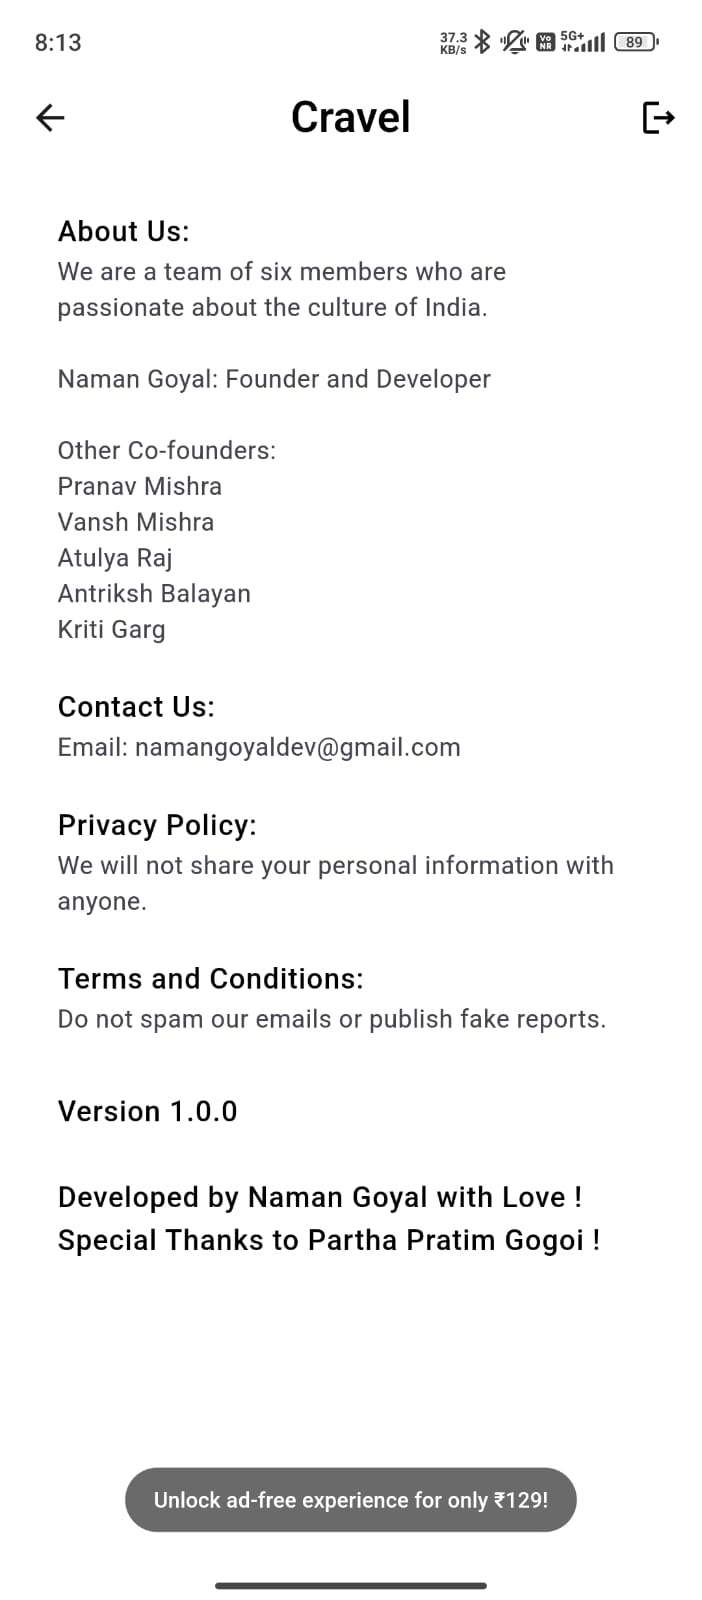 8:13
37.3
KB/s
Vo
NR
5G+
89
Cravel
About Us:
We are a team of six members who are
passionate about the culture of India.
Naman Goyal: Founder and Developer
Other Co-founders:
Pranav Mishra
Vansh Mishra
Atulya Raj
Antriksh Balayan
Kriti Garg
Contact Us:
Email: namangoyaldev@gmail.com
Privacy Policy:
We will not share your personal information with
anyone.
Terms and Conditions:
Do not spam our emails or publish fake reports.
Version 1.0.0
Developed by Naman Goyal with Love !
Special Thanks to Partha Pratim Gogoi !
Unlock ad-free experience for only ₹129!